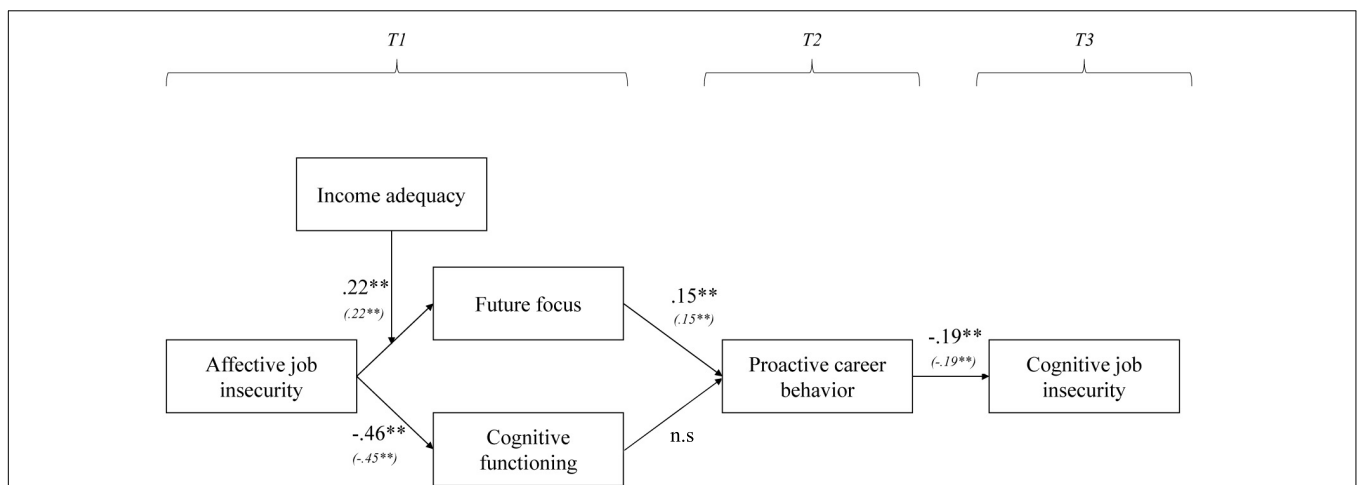 T1
T2
T3
Income adequacy
.22**
(.22**)
Future focus
.15**
(.15**)
Affective job
insecurity
Proactive career
behavior
-.19**
(-.19**)
Cognitive job
insecurity
-.46**
(-.45**)
Cognitive
functioning
n.s